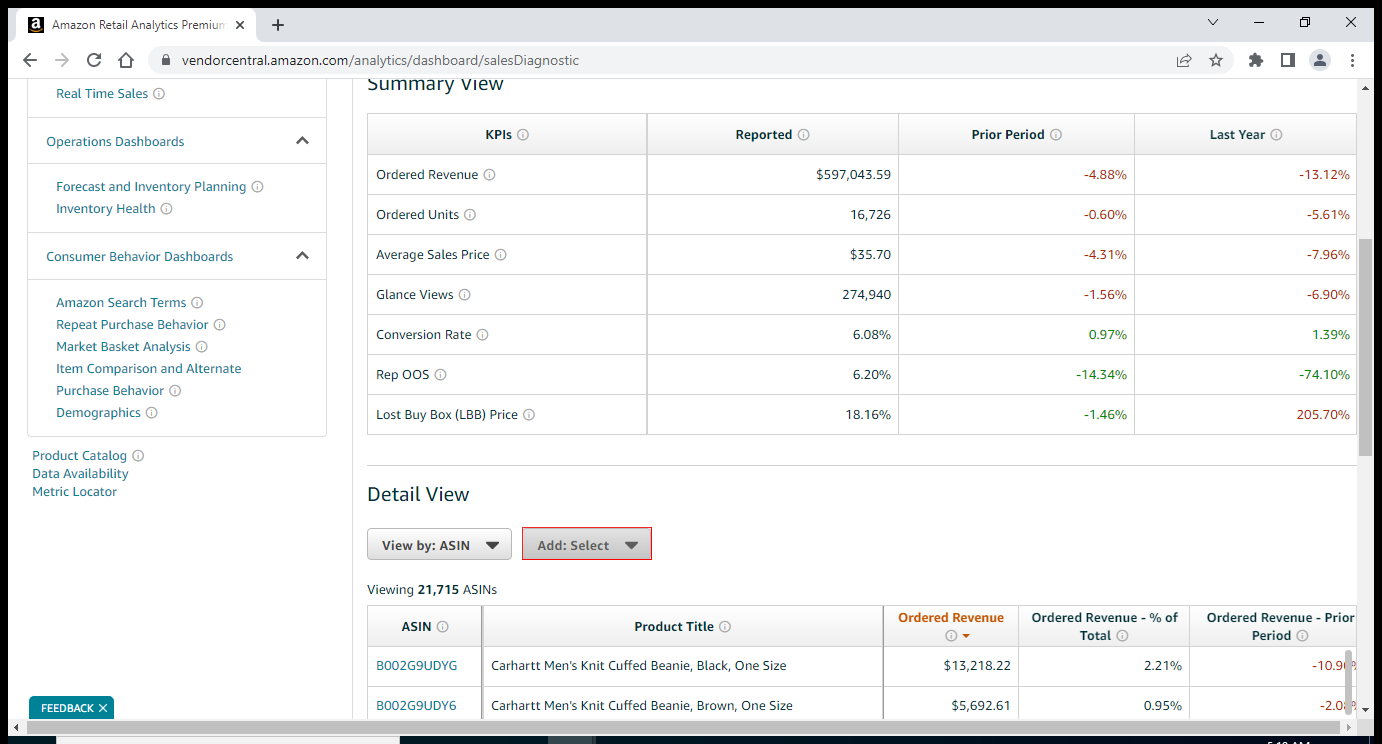 Amazon Retail Analytics Premium
vendorcentral.amazon.com/analytics/dashboard/salesDiagnostic
Real Time Sales
Operations Dashboards
Forecast and Inventory Planning
Inventory Health
Consumer Behavior Dashboards
Amazon Search Terms
Repeat Purchase Behavior
Market Basket Analysis
Item Comparison and Alternate
Purchase Behavior
Demographics
Product Catalog
Data Availability
Metric Locator
FEEDBACK
Summary View
KPIs Reported Prior Period Last Year
Ordered Revenue $597,043.59 -4.88% -13.12%
Ordered Units 16,726 -0.60% -5.61%
Average Sales Price $35.70 -4.31% -7.96%
Glance Views 274,940 -1.56% -6.90%
Conversion Rate 6.08% 0.97% 1.39%
Rep OOS 6.20% -14.34% -74.10%
Lost Buy Box (LBB) Price 18.16% -1.46% 205.70%
Detail View
View by: ASIN Add: Select
Viewing 21,715 ASINs
ASIN Product Title Ordered Revenue Ordered Revenue - % of Total Ordered Revenue - Prior Period
B002G9UDYG Carhartt Men's Knit Cuffed Beanie, Black, One Size $13,218.22 2.21%
B002G9UDY6 Carhartt Men's Knit Cuffed Beanie, Brown, One Size $5,692.61 0.95%